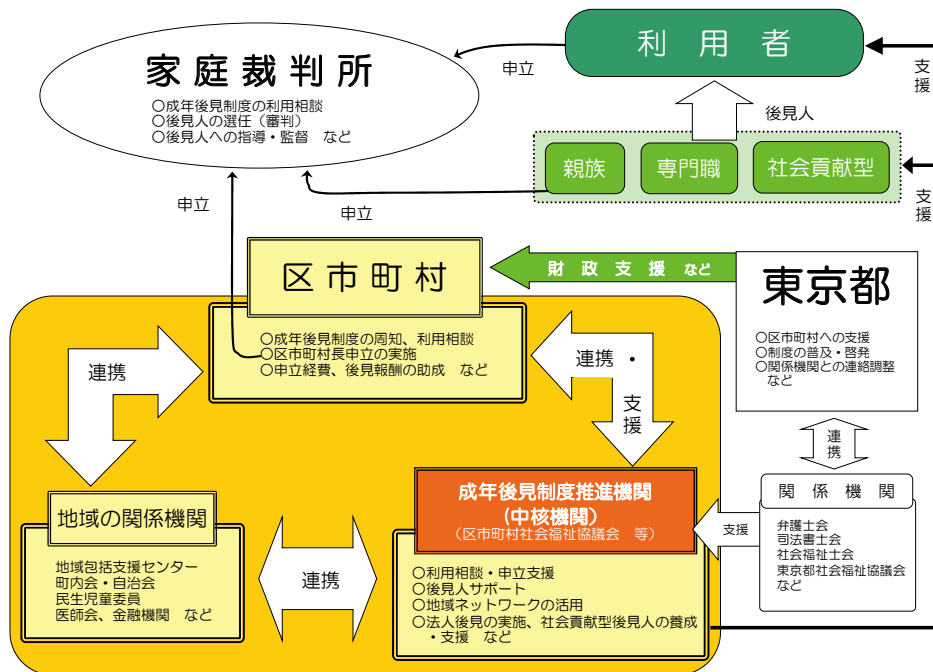 家庭裁判所
○成年後見制度の利用相談
○後見人の選任（審判）
○後見人への指導・監督　など
申立
利用者
支援
後見人
親族
専門職
社会貢献型
支援
申立
申立
区市町村
○成年後見制度の周知、利用相談
○区市町村長申立の実施
○申立経費、後見報酬の助成　など
財政支援 など
東京都
○区市町村への支援
○制度の普及・啓発
○関係機関との連絡調整
など
連携
連携・
支援
連携
関係機関
弁護士会
司法書士会
社会福祉士会
東京都社会福祉協議会
など
支援
成年後見制度推進機関
(中核機関)
（区市町村社会福祉協議会　等）
○利用相談・申立支援
○後見人サポート
○地域ネットワークの活用
○法人後見の実施、社会貢献型後見人の養成
・支援　など
連携
地域の関係機関
地域包括支援センター
町内会・自治会
民生児童委員
医師会、金融機関　など